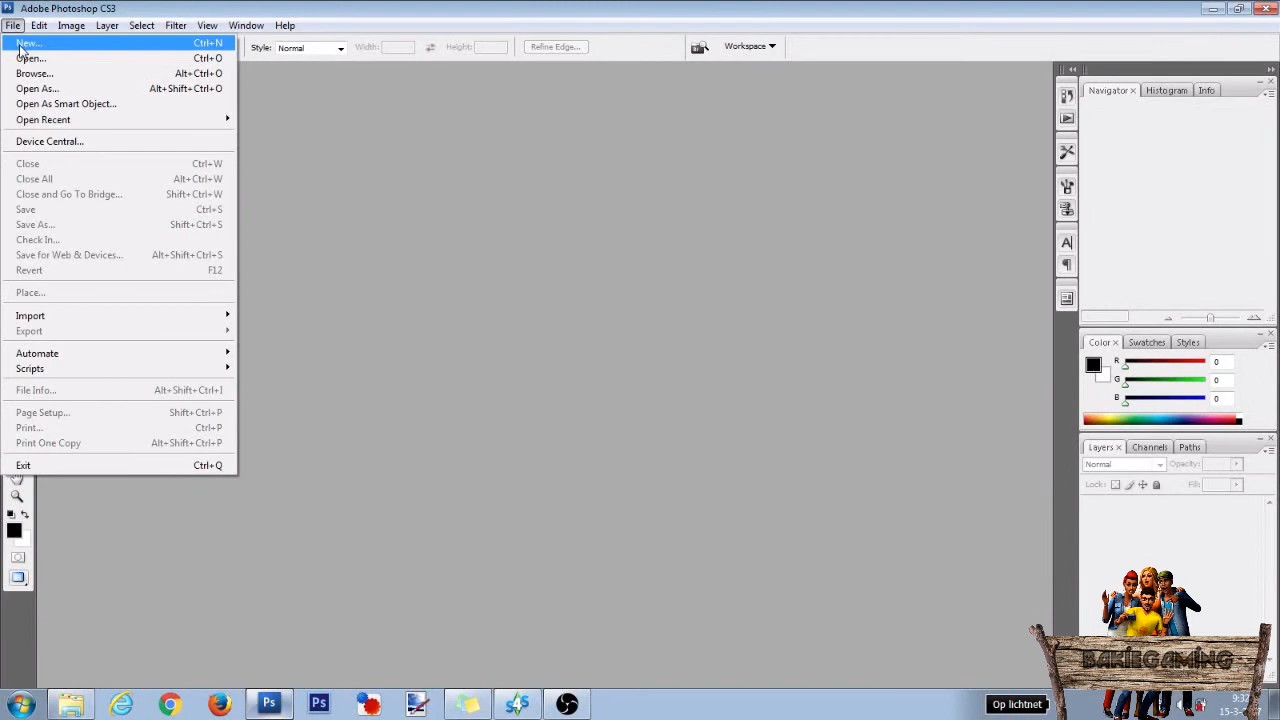 Adobe Photoshop CS3
File Edit Image Layer Select Filter View Window Help
New... Ctrl+N
Open... Ctrl+O
Browse... Alt+Ctrl+O
Open As... Alt+Shift+Ctrl+O
Open As Smart Object...
Open Recent
Device Central...
Close Ctrl+W
Close All Alt+Ctrl+W
Close and Go To Bridge... Shift+Ctrl+W
Save Ctrl+S
Save As... Shift+Ctrl+S
Check In...
Save for Web & Devices... Alt+Shift+Ctrl+S
Revert F12
Place...
Import
Export
Automate
Scripts
File Info... Alt+Shift+Ctrl+I
Page Setup... Shift+Ctrl+P
Print... Ctrl+P
Print One Copy Alt+Shift+Ctrl+P
Exit Ctrl+Q
Style: Normal Width: Height: Refine Edge... Workspace
Navigator Histogram Info
Color Swatches Styles
R 0
G 0
B 0
Layers Channels Paths
Normal Opacity:
Lock: Fill:
BAKIEGAMING
Ps Ps
Op lichtnet